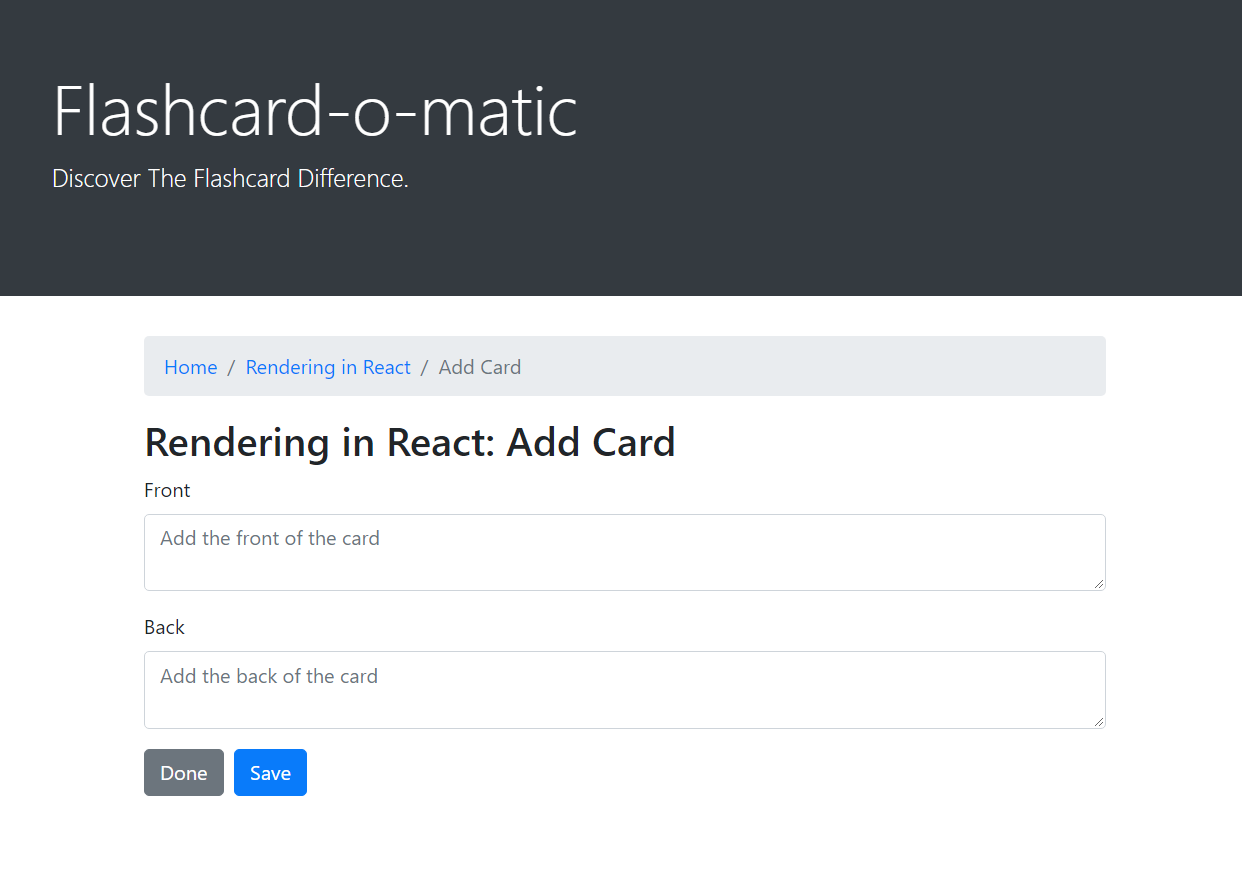 Flashcard-o-matic
Discover The Flashcard Difference.
Home / Rendering in React / Add Card
Rendering in React: Add Card
Front
Add the front of the card
Back
Add the back of the card
Done Save